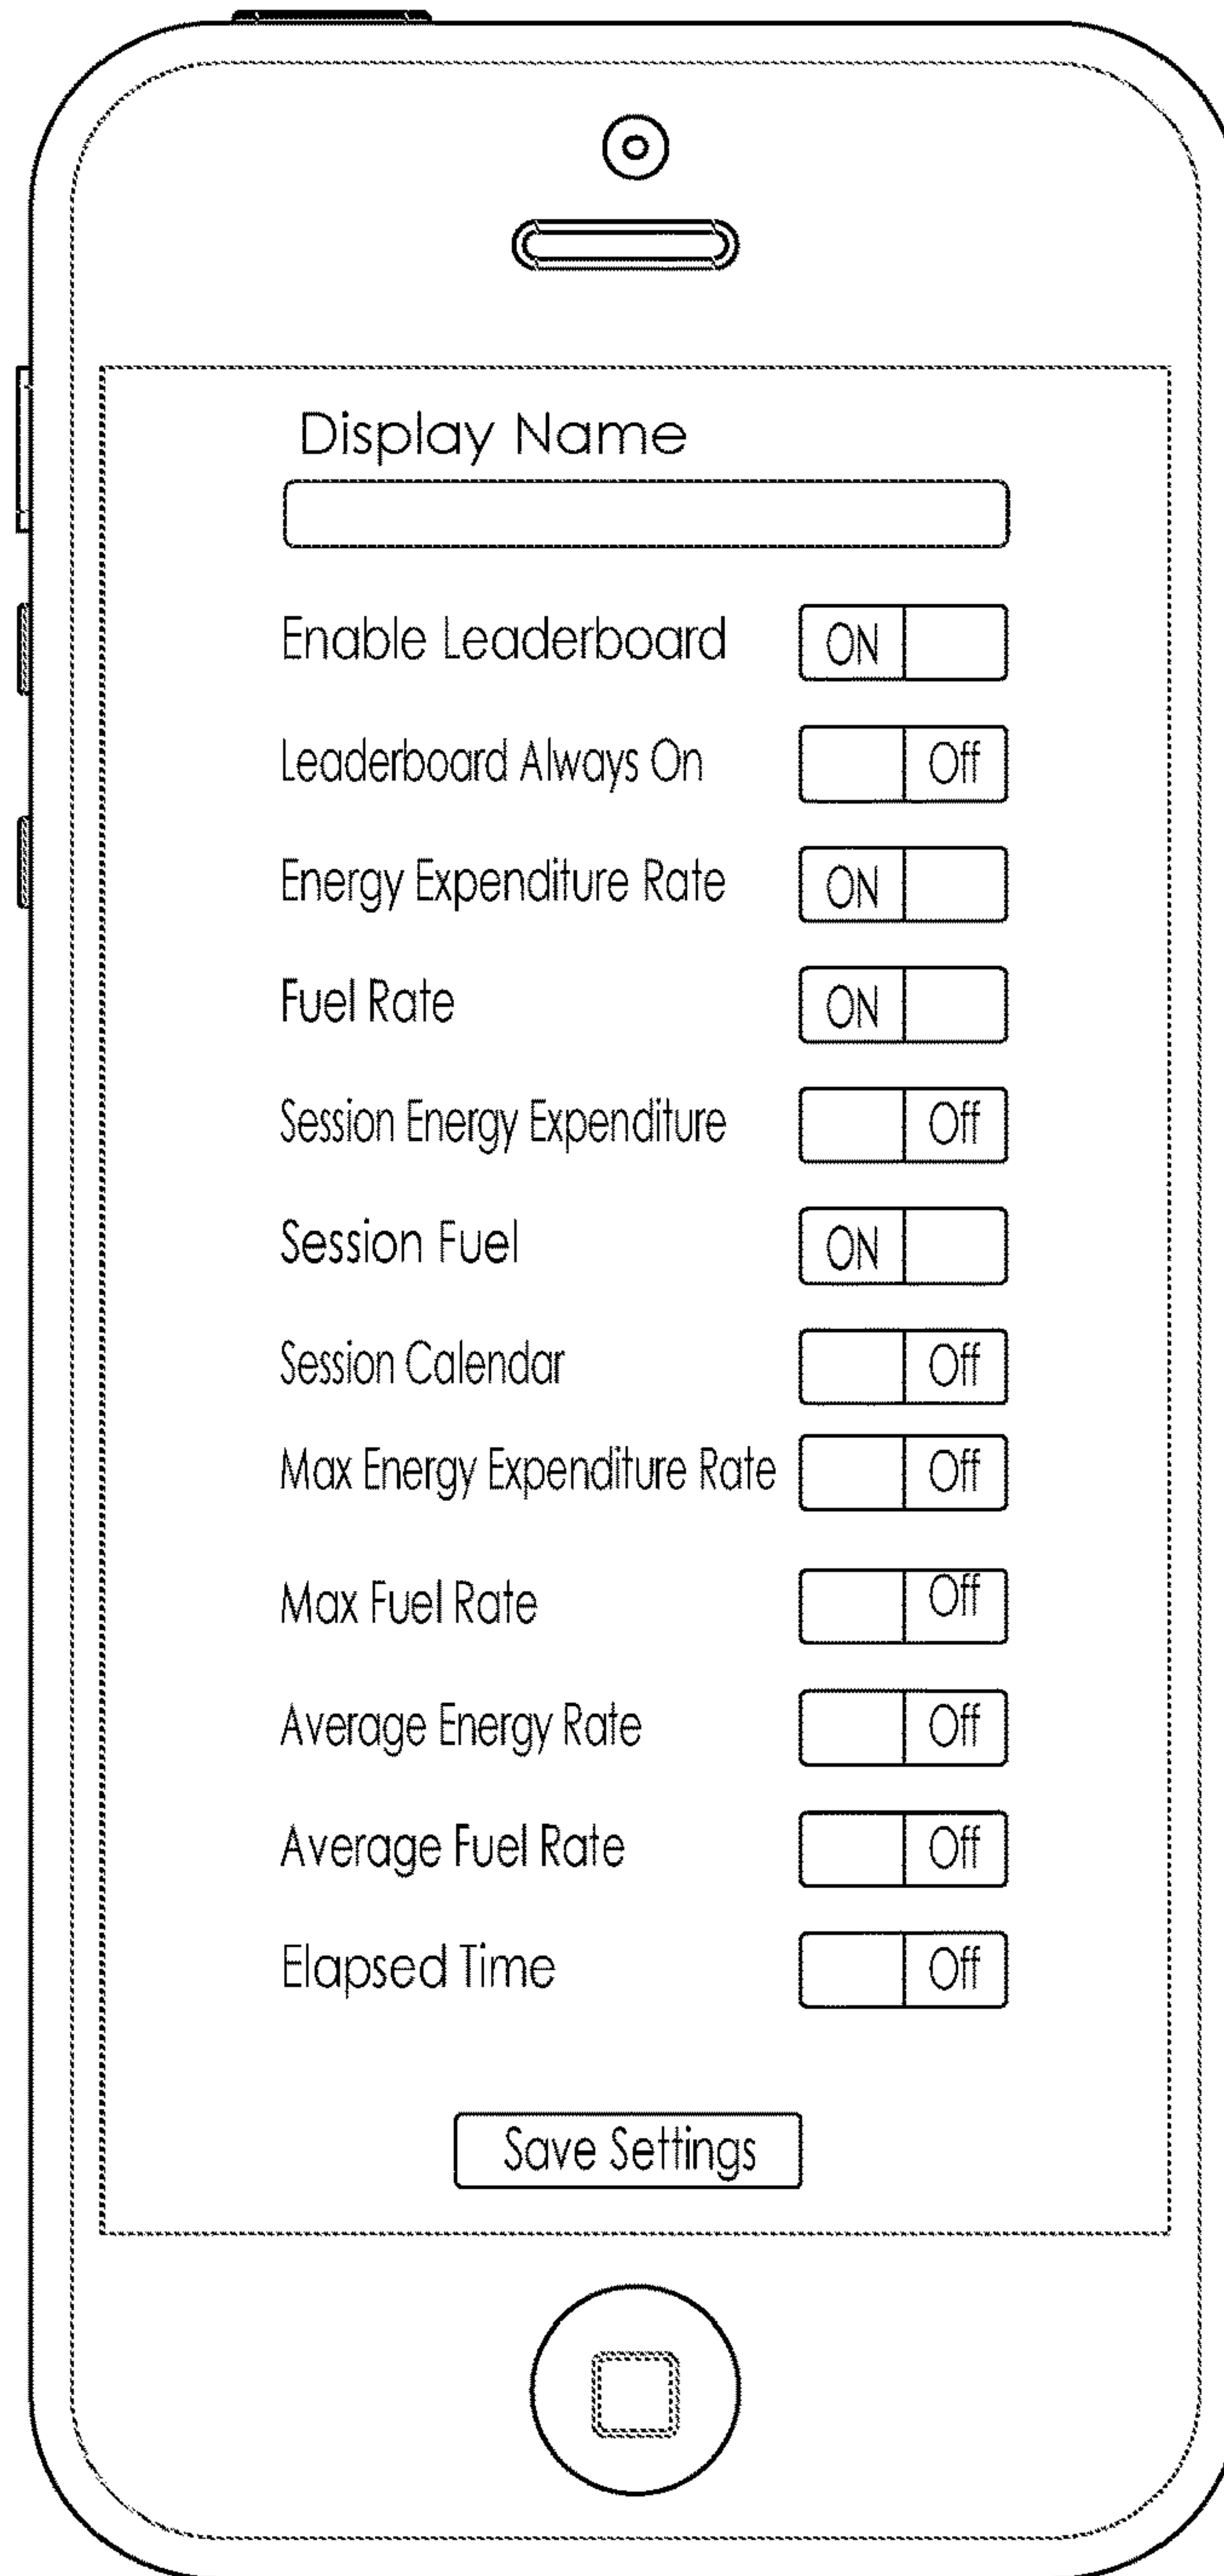 Display Name
Enable Leaderboard ON
Leaderboard Always On Off
Energy Expenditure Rate ON
Fuel Rate ON
Session Energy Expenditure Off
Session Fuel ON
Session Calendar Off
Max Energy Expenditure Rate Off
Max Fuel Rate Off
Average Energy Rate Off
Average Fuel Rate Off
Elapsed Time Off
Save Settings